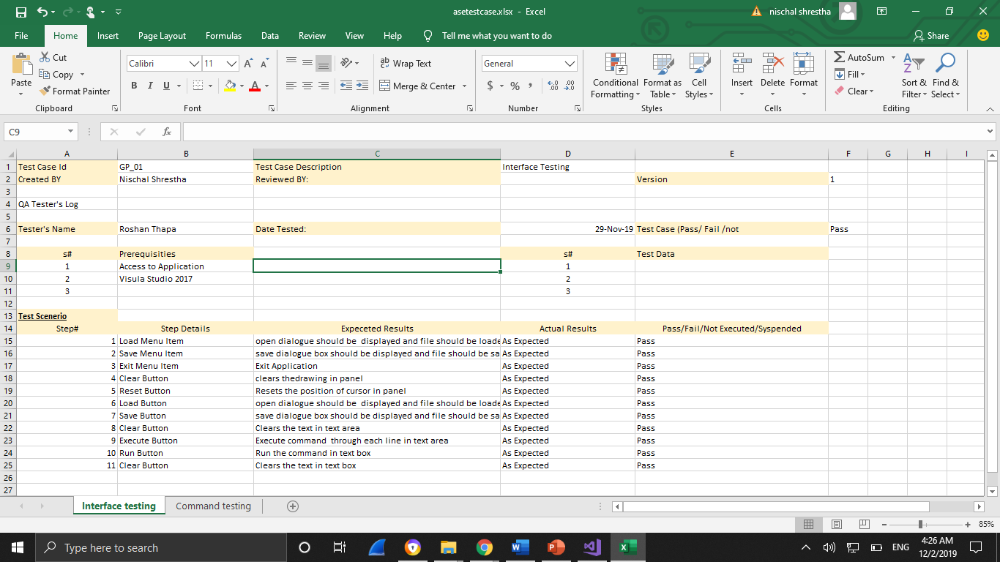 asetestcase.xlsx - Excel
nischal shrestha
File Home Insert Page Layout Formulas Data Review View Help Tell me what you want to do Share
Cut
Copy
Format Painter
Paste
Clipboard
Calibri 11
B I U
Font
Wrap Text
Merge & Center
Alignment
General
$ % ,
Number
Conditional Formatting
Format as Table
Cell Styles
Styles
Insert Delete Format
Cells
AutoSum
Fill
Clear
Sort & Filter
Find & Select
Editing
C9 fx
A B C D E F G H I
1 Test Case Id GP_01 Test Case Description Interface Testing
2 Created BY Nischal Shrestha Reviewed BY: Version 1
3
4 QA Tester's Log
5
6 Tester's Name Roshan Thapa Date Tested: 29-Nov-19 Test Case (Pass/ Fail /not Pass
7
8 s# Prerequisities s# Test Data
9 1 Access to Application 1
10 2 Visula Studio 2017 2
11 3 3
12
13 Test Scenerio
14 Step# Step Details Expeceted Results Actual Results Pass/Fail/Not Executed/Syspended
15 1 Load Menu Item open dialogue should be  displayed and file should be loade As Expected Pass
16 2 Save Menu Item save dialogue box should be displayed and file should be sa As Expected Pass
17 3 Exit Menu Item Exit Application As Expected Pass
18 4 Clear Button clears thedrawing in panel As Expected Pass
19 5 Reset Button Resets the position of cursor in panel As Expected Pass
20 6 Load Button open dialogue should be  displayed and file should be loade As Expected Pass
21 7 Save Button save dialogue box should be displayed and file should be sa As Expected Pass
22 8 Clear Button Clears the text in text area As Expected Pass
23 9 Execute Button Execute command  through each line in text area As Expected Pass
24 10 Run Button Run the command in text box As Expected Pass
25 11 Clear Button Clears the text in text box As Expected Pass
26
27
Interface testing Command testing
85%
Type here to search
ENG
4:26 AM
12/2/2019